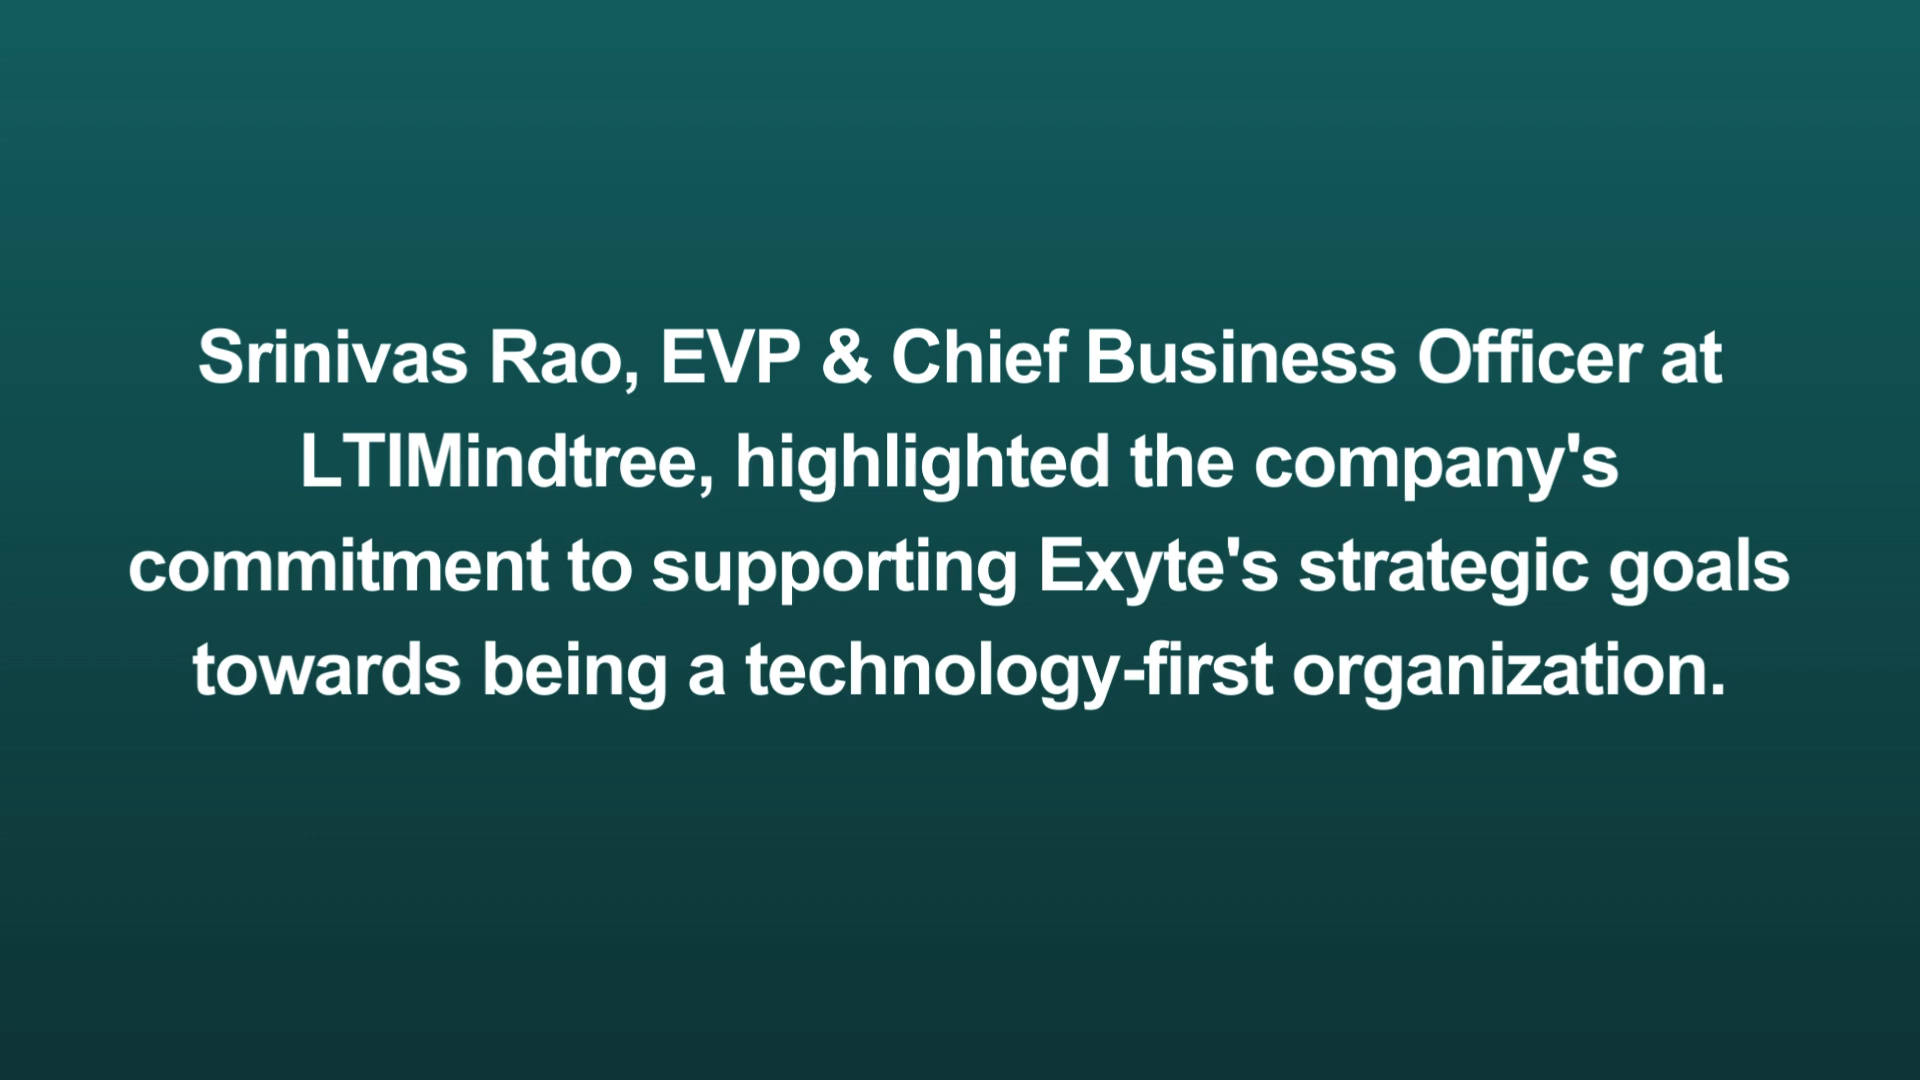 Srinivas Rao, EVP & Chief Business Officer at
LTIMindtree, highlighted the company's
commitment to supporting Exyte's strategic goals
towards being a technology-first organization.